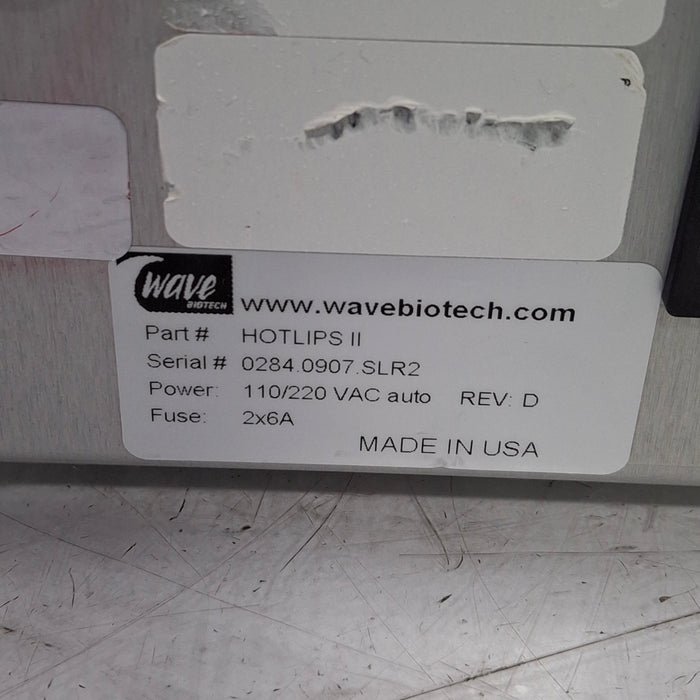 Wave
BIOTECH
www.wavebiotech.com
Part # HOTLIPS II
Serial # 0284.0907.SLR2
Power: 110/220 VAC auto REV: D
Fuse: 2x6A
MADE IN USA